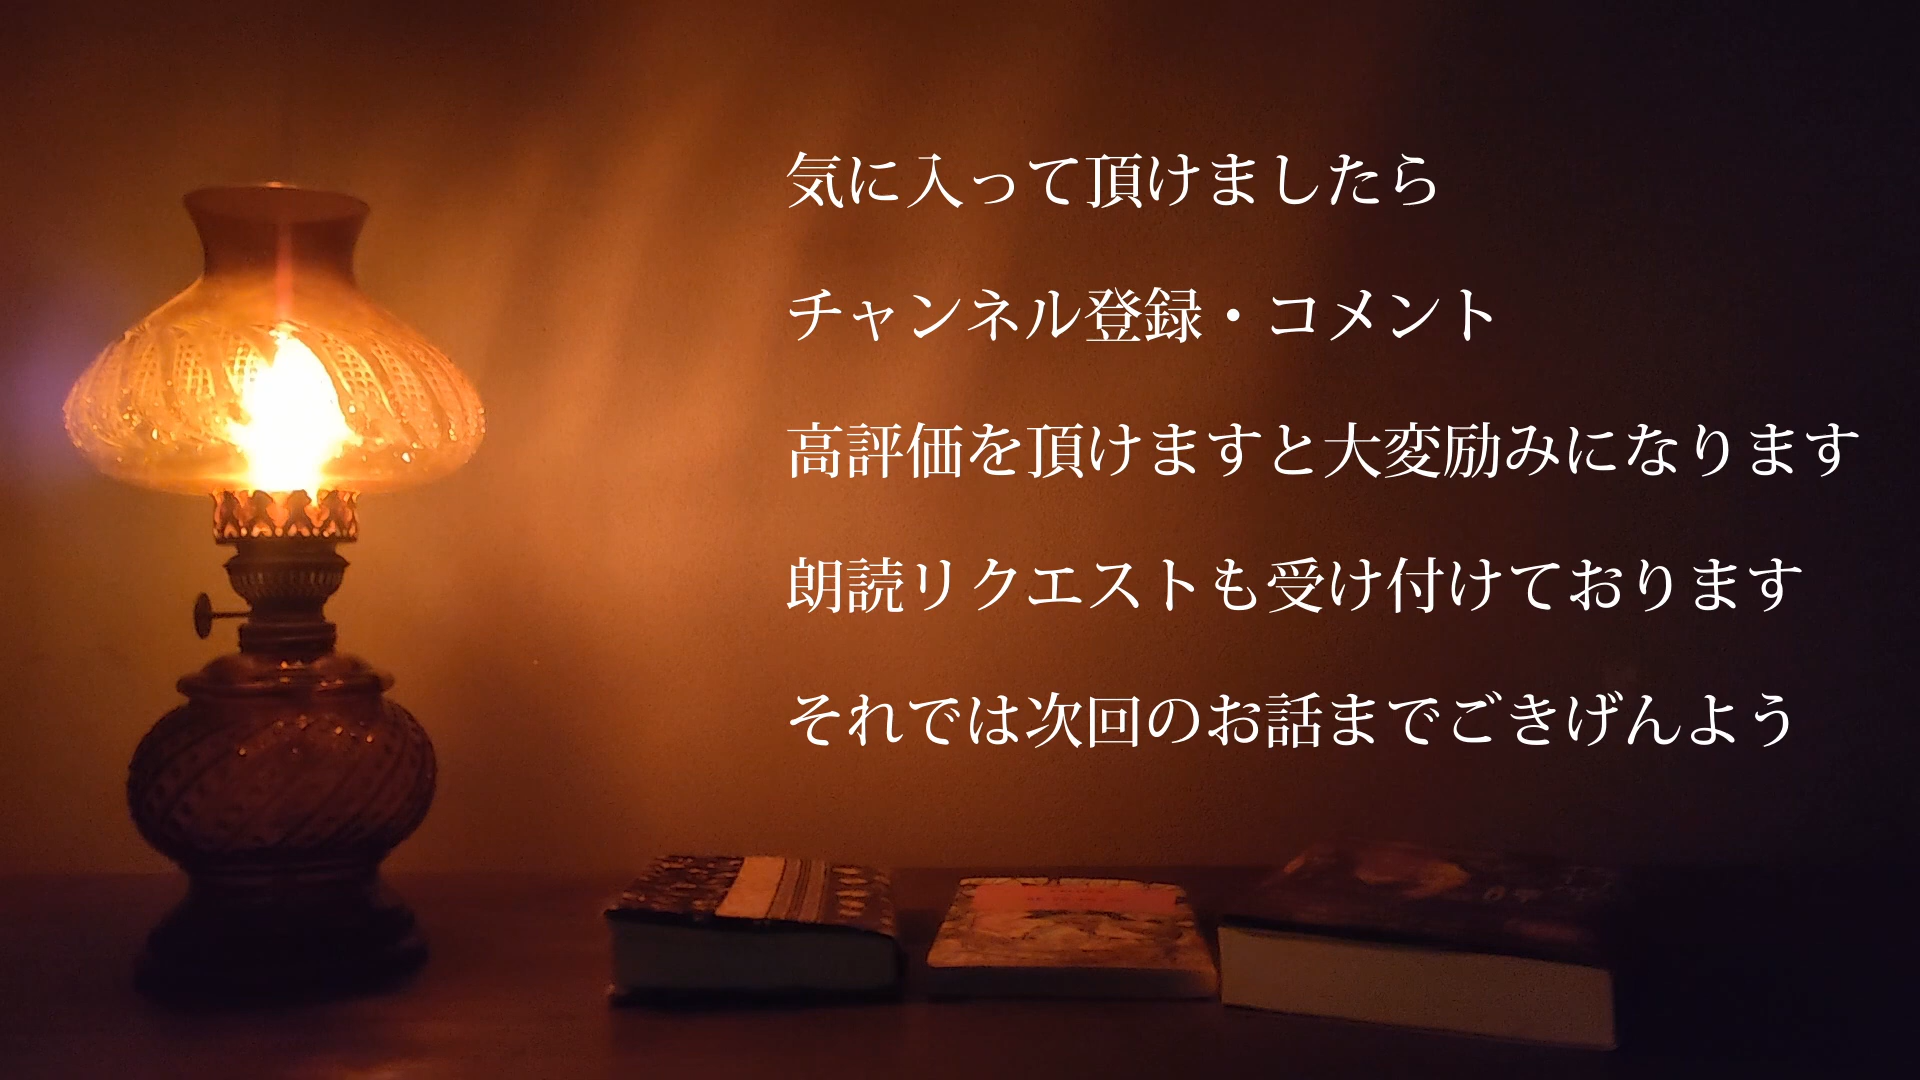 気に入って頂けましたら
チャンネル登録・コメント
高評価を頂けますと大変励みになります
朗読リクエストも受け付けております
それでは次回のお話までごきげんよう